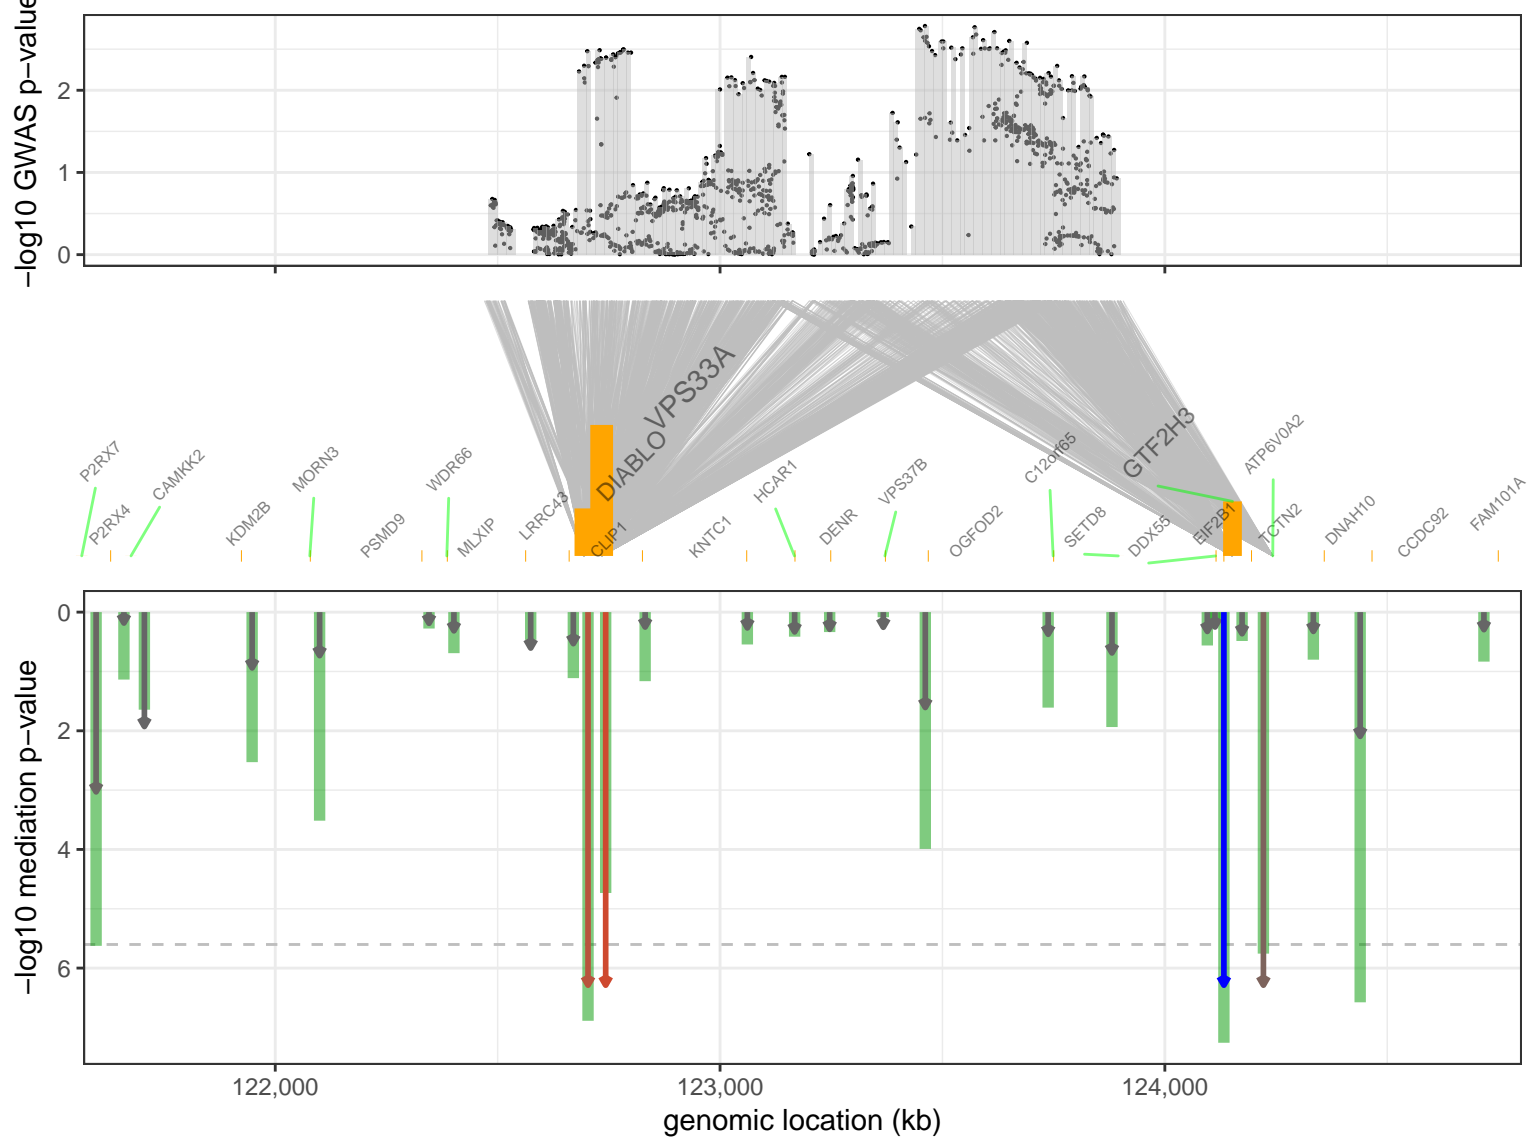 −log10 GWAS p−value
2
1
0
P2RX7
P2RX4
CAMKK2
KDM2B
MORN3
PSMD9
WDR66
MLXIP
LRRC43
DIABLO
VPS33A
CLIP1
KNTC1
HCAR1
DENR
VPS37B
OGFOD2
C12orf65
SETD8
DDX55
GTF2H3
EIF2B1
ATP6V0A2
TCTN2
DNAH10
CCDC92
FAM101A
−log10 mediation p−value
0
2
4
6
122,000
123,000
124,000
genomic location (kb)